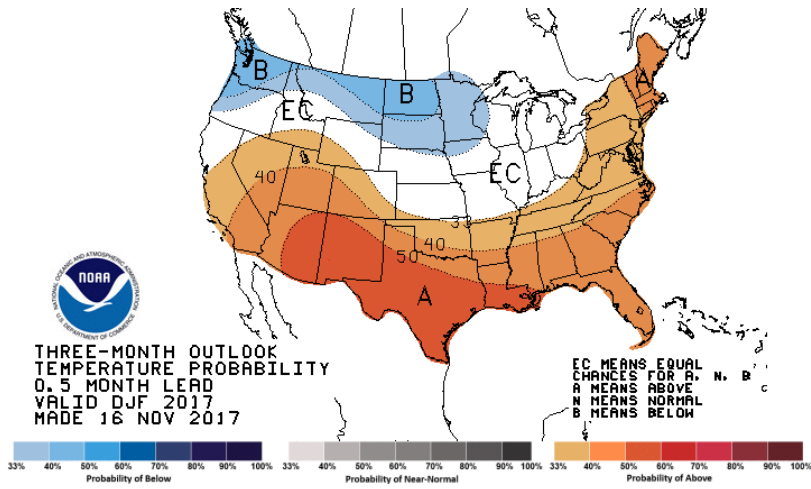 B
B
A
EC
EC
40
33
40
50
A
NATIONAL OCEANIC AND ATMOSPHERIC ADMINISTRATION
NOAA
U.S. DEPARTMENT OF COMMERCE
THREE-MONTH OUTLOOK
TEMPERATURE PROBABILITY
0.5 MONTH LEAD
VALID DJF 2017
MADE 16 NOV 2017
EC MEANS EQUAL
CHANCES FOR A, N, B
A MEANS ABOVE
N MEANS NORMAL
B MEANS BELOW
33% 40% 50% 60% 70% 80% 90% 100%
Probability of Below
33% 40% 50% 60% 70% 80% 90% 100%
Probability of Near-Normal
33% 40% 50% 60% 70% 80% 90% 100%
Probability of Above